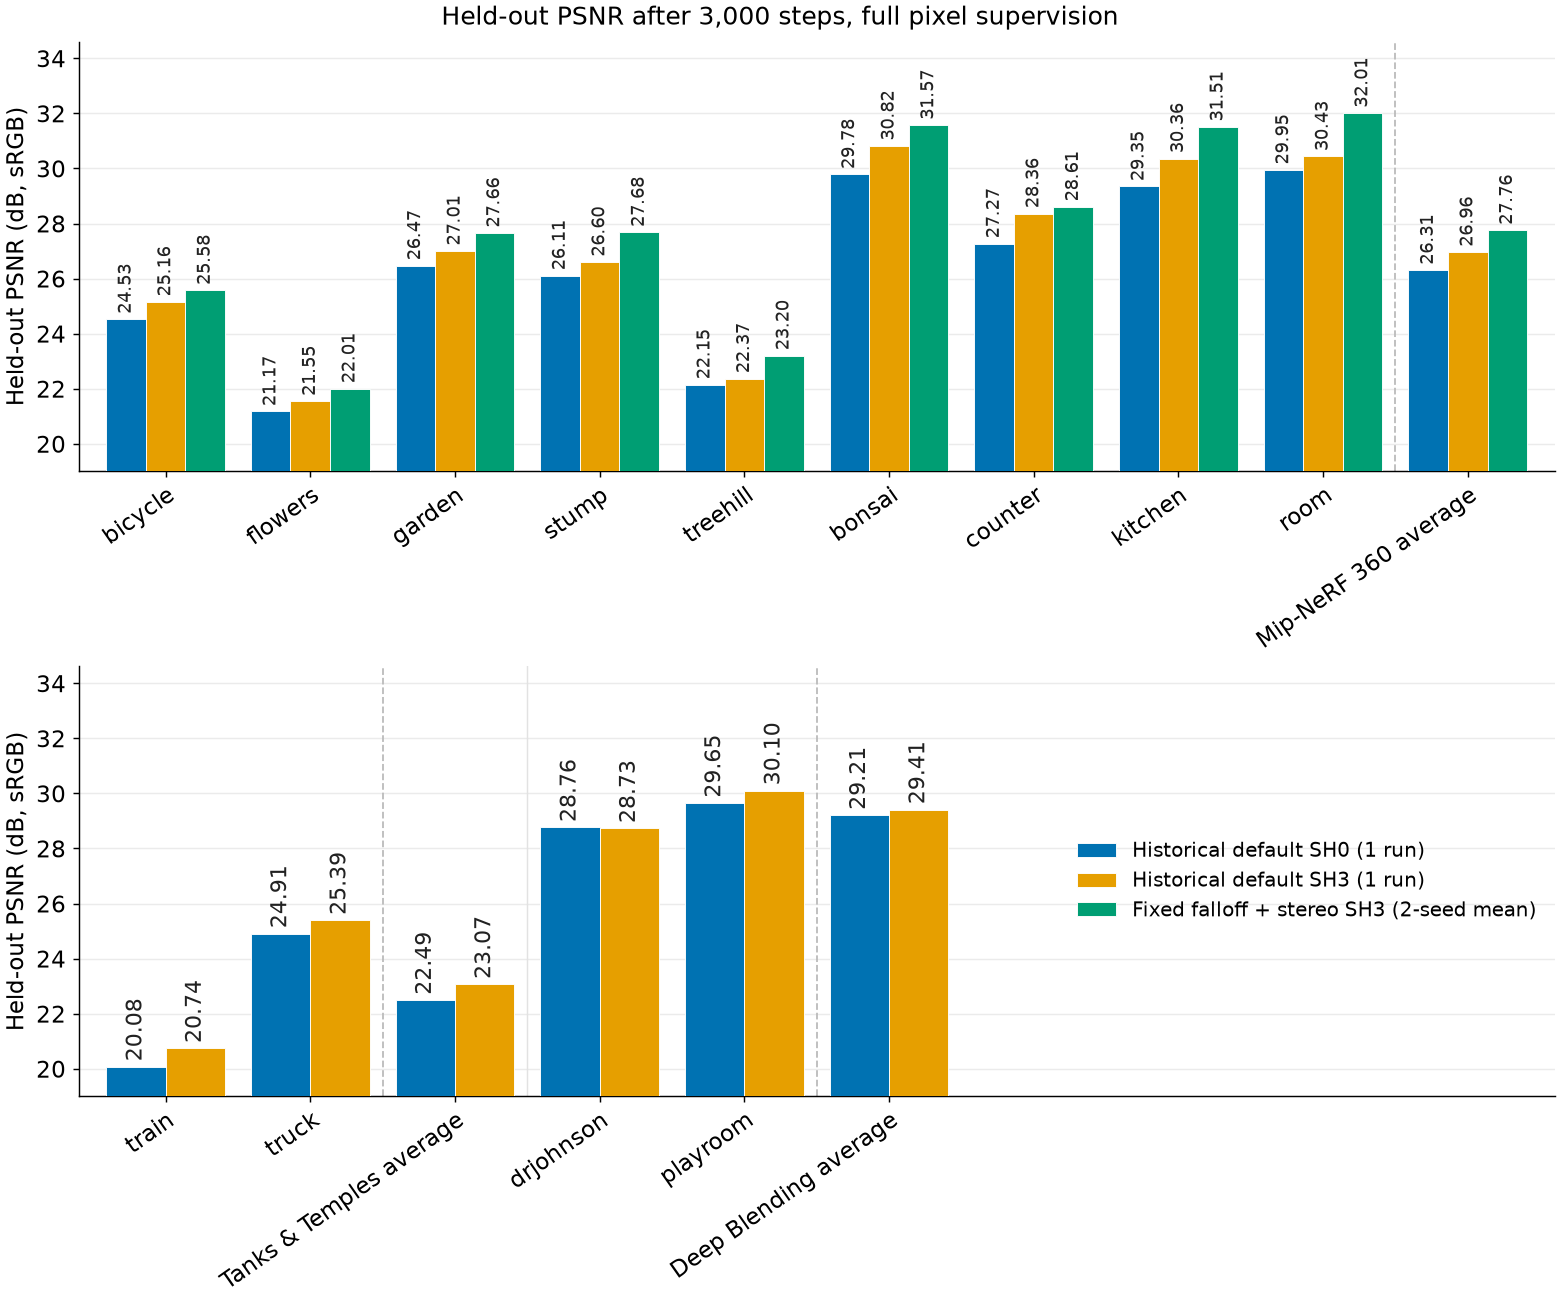 Held-out PSNR after 3,000 steps, full pixel supervision
Held-out PSNR (dB, sRGB)
34
32
30
28
26
24
22
20
24.53
25.16
25.58
21.17
21.55
22.01
26.47
27.01
27.66
26.11
26.60
27.68
22.15
22.37
23.20
29.78
30.82
31.57
27.27
28.36
28.61
29.35
30.36
31.51
29.95
30.43
32.01
26.31
26.96
27.76
bicycle
flowers
garden
stump
treehill
bonsai
counter
kitchen
room
Mip-NeRF 360 average
Held-out PSNR (dB, sRGB)
34
32
30
28
26
24
22
20
20.08
20.74
24.91
25.39
22.49
23.07
28.76
28.73
29.65
30.10
29.21
29.41
train
truck
Tanks & Temples average
drjohnson
playroom
Deep Blending average
Historical default SH0 (1 run)
Historical default SH3 (1 run)
Fixed falloff + stereo SH3 (2-seed mean)